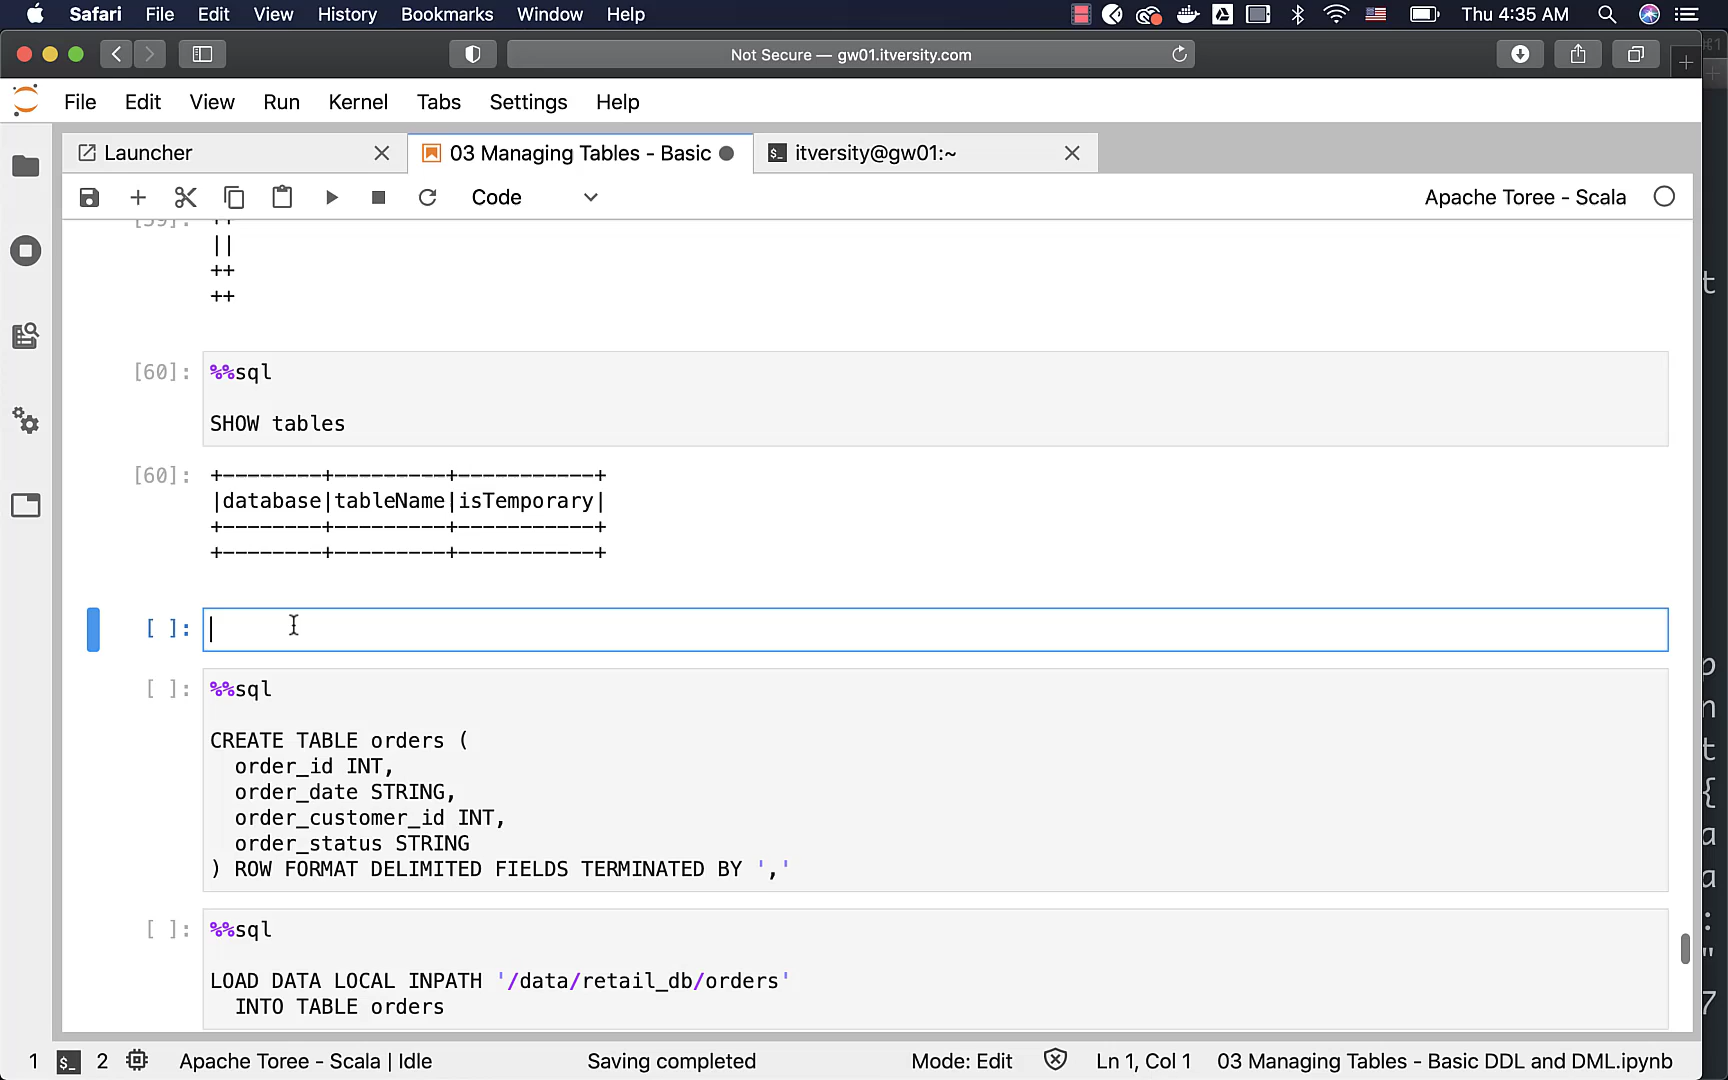 Safari File Edit View History Bookmarks Window Help Thu 4:35 AM
Not Secure — gw01.itversity.com
File Edit View Run Kernel Tabs Settings Help
Launcher 03 Managing Tables - Basic itversity@gw01:~
Code Apache Toree - Scala
[59]: ++
||
++
++
[60]: %%sql
SHOW tables
[60]: +--------+---------+-----------+
|database|tableName|isTemporary|
+--------+---------+-----------+
+--------+---------+-----------+
[ ]:
[ ]: %%sql
CREATE TABLE orders (
order_id INT,
order_date STRING,
order_customer_id INT,
order_status STRING
) ROW FORMAT DELIMITED FIELDS TERMINATED BY ','
[ ]: %%sql
LOAD DATA LOCAL INPATH '/data/retail_db/orders'
INTO TABLE orders
1 $_ 2 Apache Toree - Scala | Idle Saving completed Mode: Edit Ln 1, Col 1 03 Managing Tables - Basic DDL and DML.ipynb